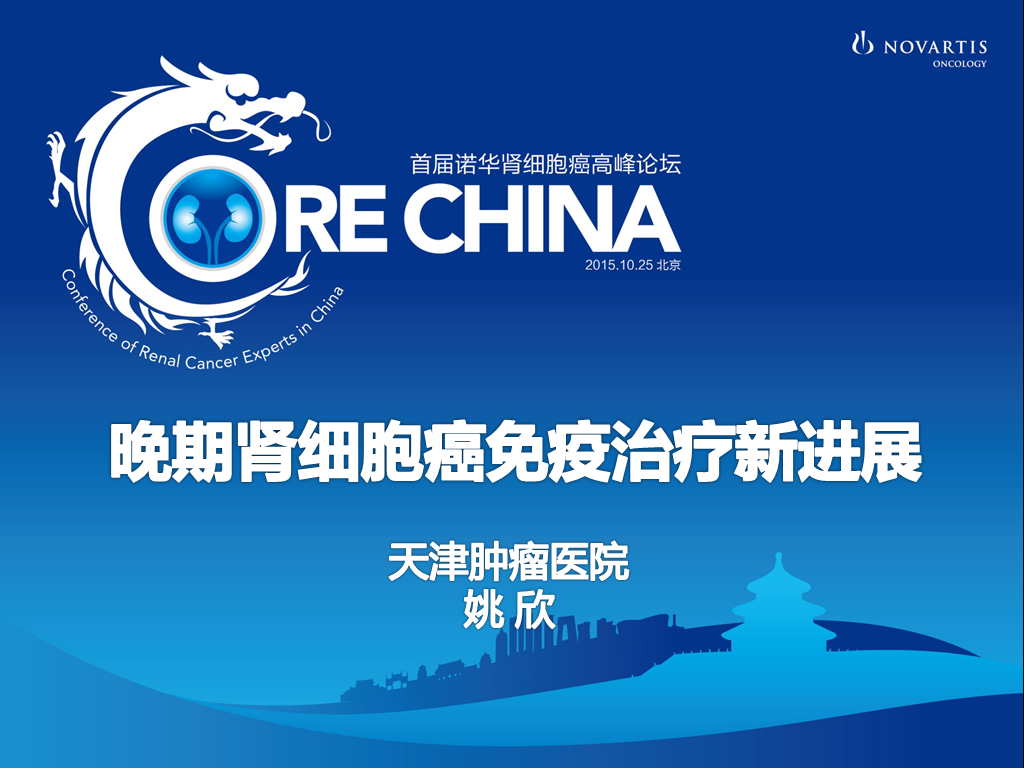 NOVARTIS
ONCOLOGY
首届诺华肾细胞癌高峰论坛
CORE CHINA
2015.10.25 北京
Conference of Renal Cancer Experts in China
晚期肾细胞癌免疫治疗新进展
天津肿瘤医院
姚 欣